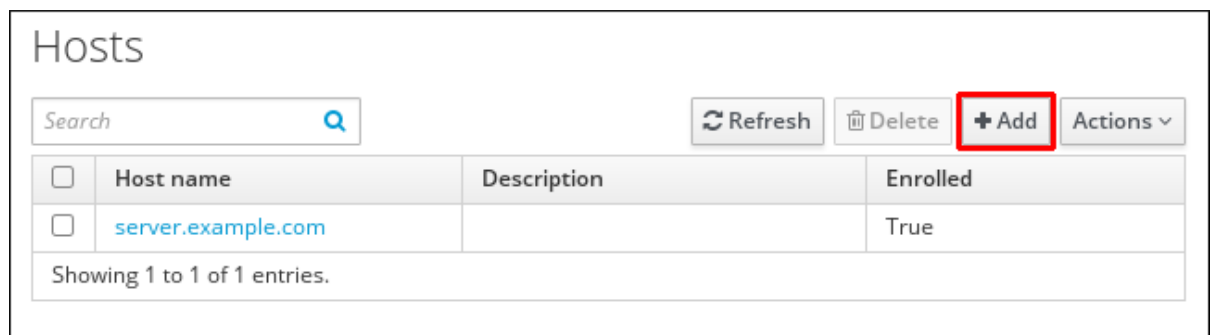 Hosts
Search Refresh Delete Add Actions
Host name Description Enrolled
server.example.com True
Showing 1 to 1 of 1 entries.